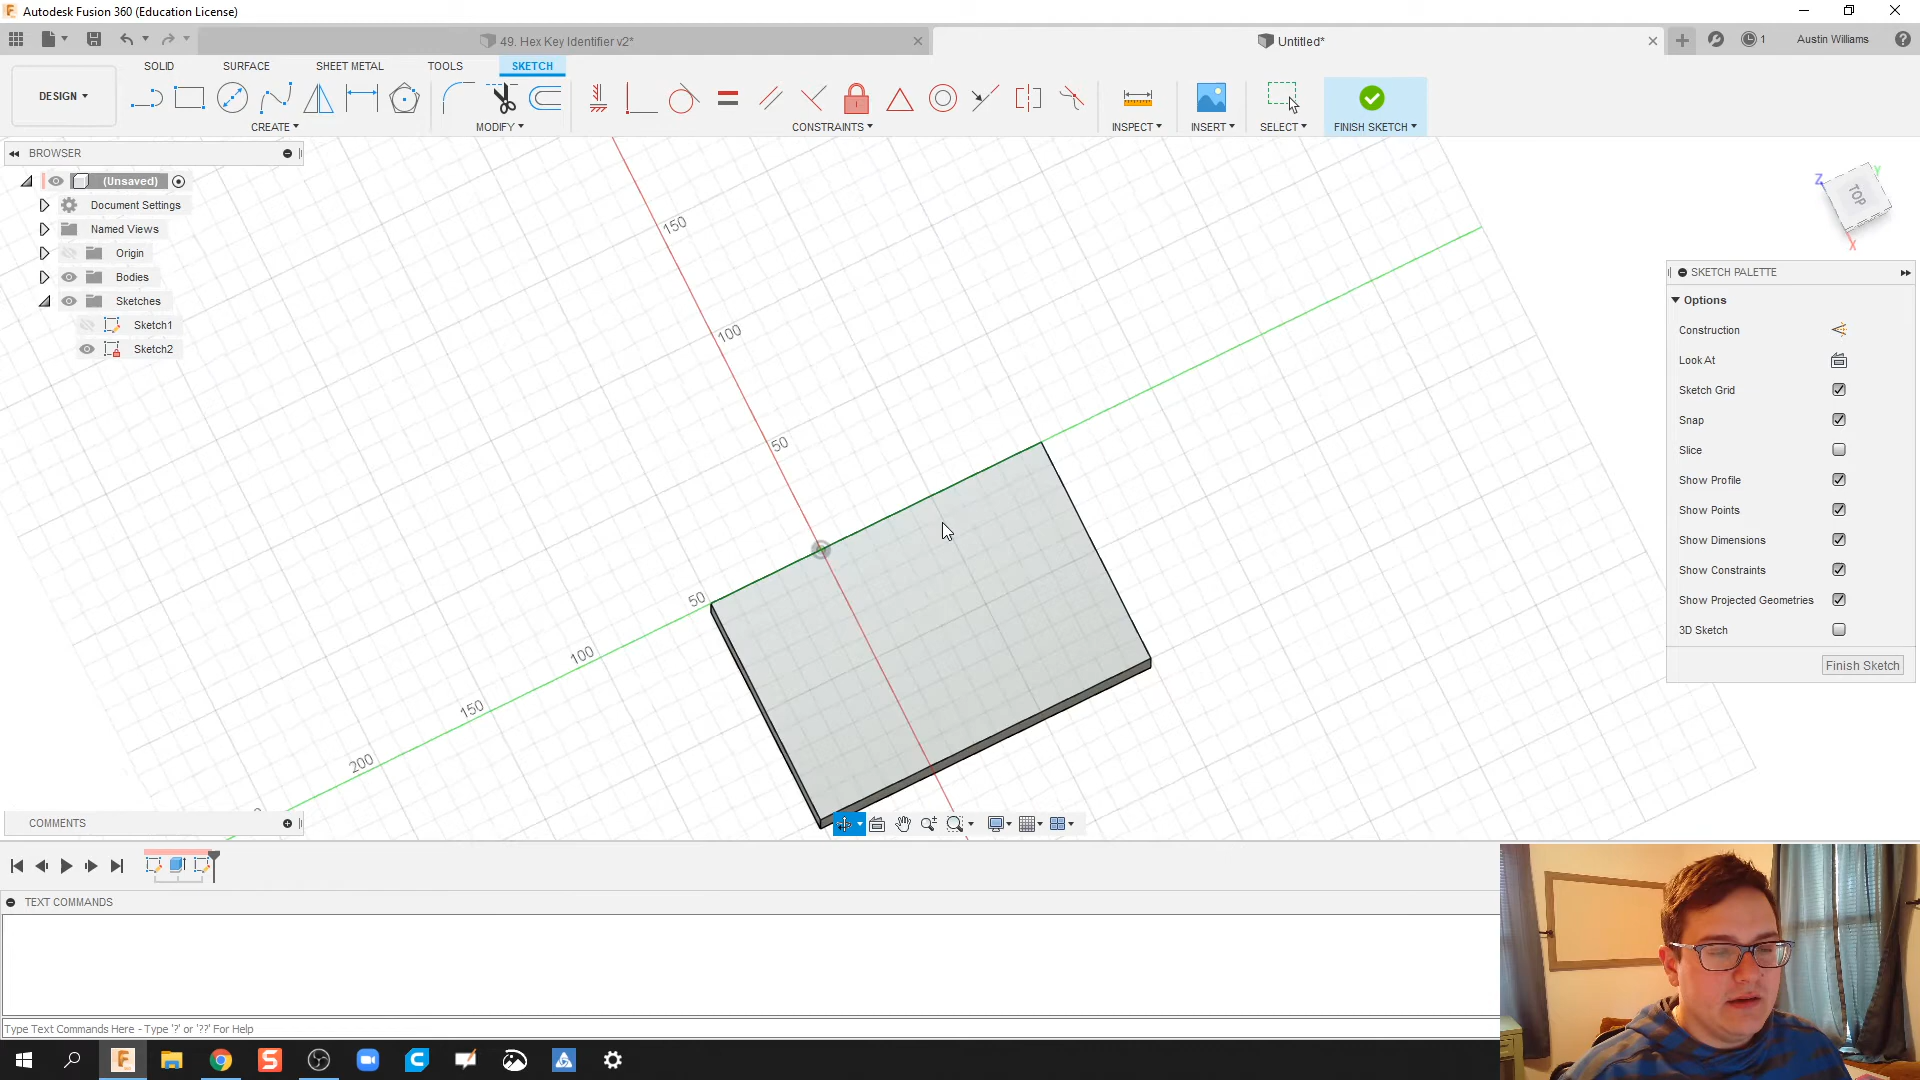 Autodesk Fusion 360 (Education License)
49. Hex Key Identifier v2*
Untitled*
1
Austin Williams
DESIGN
SOLID
SURFACE
SHEET METAL
TOOLS
SKETCH
CREATE
MODIFY
CONSTRAINTS
INSPECT
INSERT
SELECT
FINISH SKETCH
BROWSER
(Unsaved)
Document Settings
Named Views
Origin
Bodies
Sketches
Sketch1
Sketch2
150
100
50
50
100
150
200
Z
Y
TOP
X
SKETCH PALETTE
Options
Construction
Look At
Sketch Grid
Snap
Slice
Show Profile
Show Points
Show Dimensions
Show Constraints
Show Projected Geometries
3D Sketch
Finish Sketch
COMMENTS
TEXT COMMANDS
Type Text Commands Here - Type '?' or '??' For Help